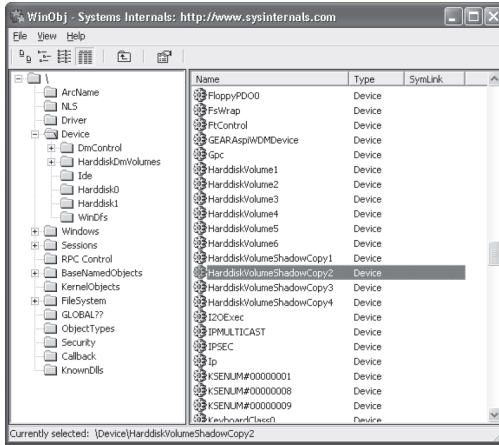 WinObj - Systems Internals: http://www.sysinternals.com
File View Help
\
ArcName
NLS
Driver
Device
DmControl
HarddiskDmVolumes
Ide
Harddisk0
Harddisk1
WinDfs
Windows
Sessions
RPC Control
BaseNamedObjects
KernelObjects
FileSystem
GLOBAL??
ObjectTypes
Security
Callback
KnownDlls
Name Type SymLink
FloppyPDO0 Device
FsWrap Device
FtControl Device
GEARAspiWDMDevice Device
Gpc Device
HarddiskVolume1 Device
HarddiskVolume2 Device
HarddiskVolume3 Device
HarddiskVolume4 Device
HarddiskVolume5 Device
HarddiskVolume6 Device
HarddiskVolumeShadowCopy1 Device
HarddiskVolumeShadowCopy2 Device
HarddiskVolumeShadowCopy3 Device
HarddiskVolumeShadowCopy4 Device
I2OExec Device
IPMULTICAST Device
IPSEC Device
Ip Device
KSENUM#00000001 Device
KSENUM#00000008 Device
KSENUM#00000009 Device
KeyboardClass0 Device
Currently selected: \Device\HarddiskVolumeShadowCopy2